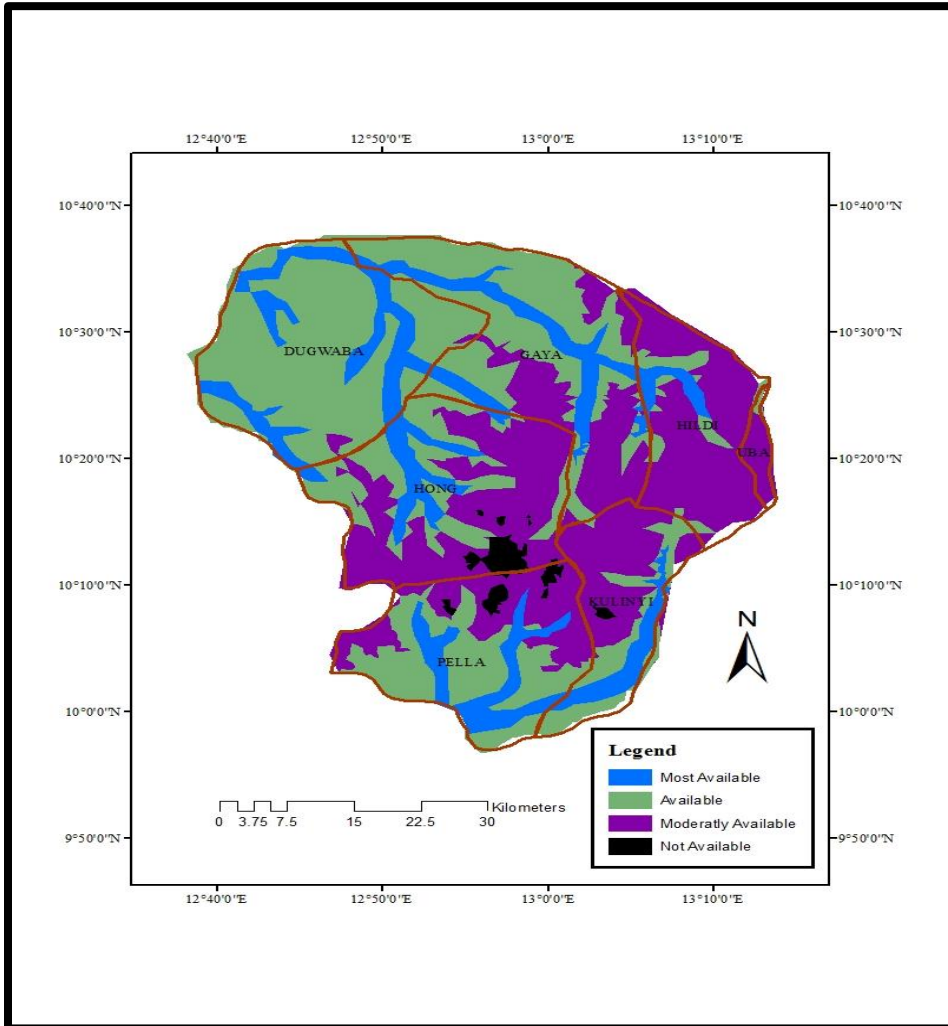 12°40'0"E 12°50'0"E 13°0'0"E 13°10'0"E
10°40'0"N 10°40'0"N
10°30'0"N 10°30'0"N
DUGWABA GAYA
HILDI
UBA
10°20'0"N 10°20'0"N
HONG
10°10'0"N 10°10'0"N
KULINYI
N
PELLA
10°0'0"N 10°0'0"N
Legend
Most Available
Available
Moderatly Available
Not Available
Kilometers
0 3.75 7.5 15 22.5 30
9°50'0"N 9°50'0"N
12°40'0"E 12°50'0"E 13°0'0"E 13°10'0"E